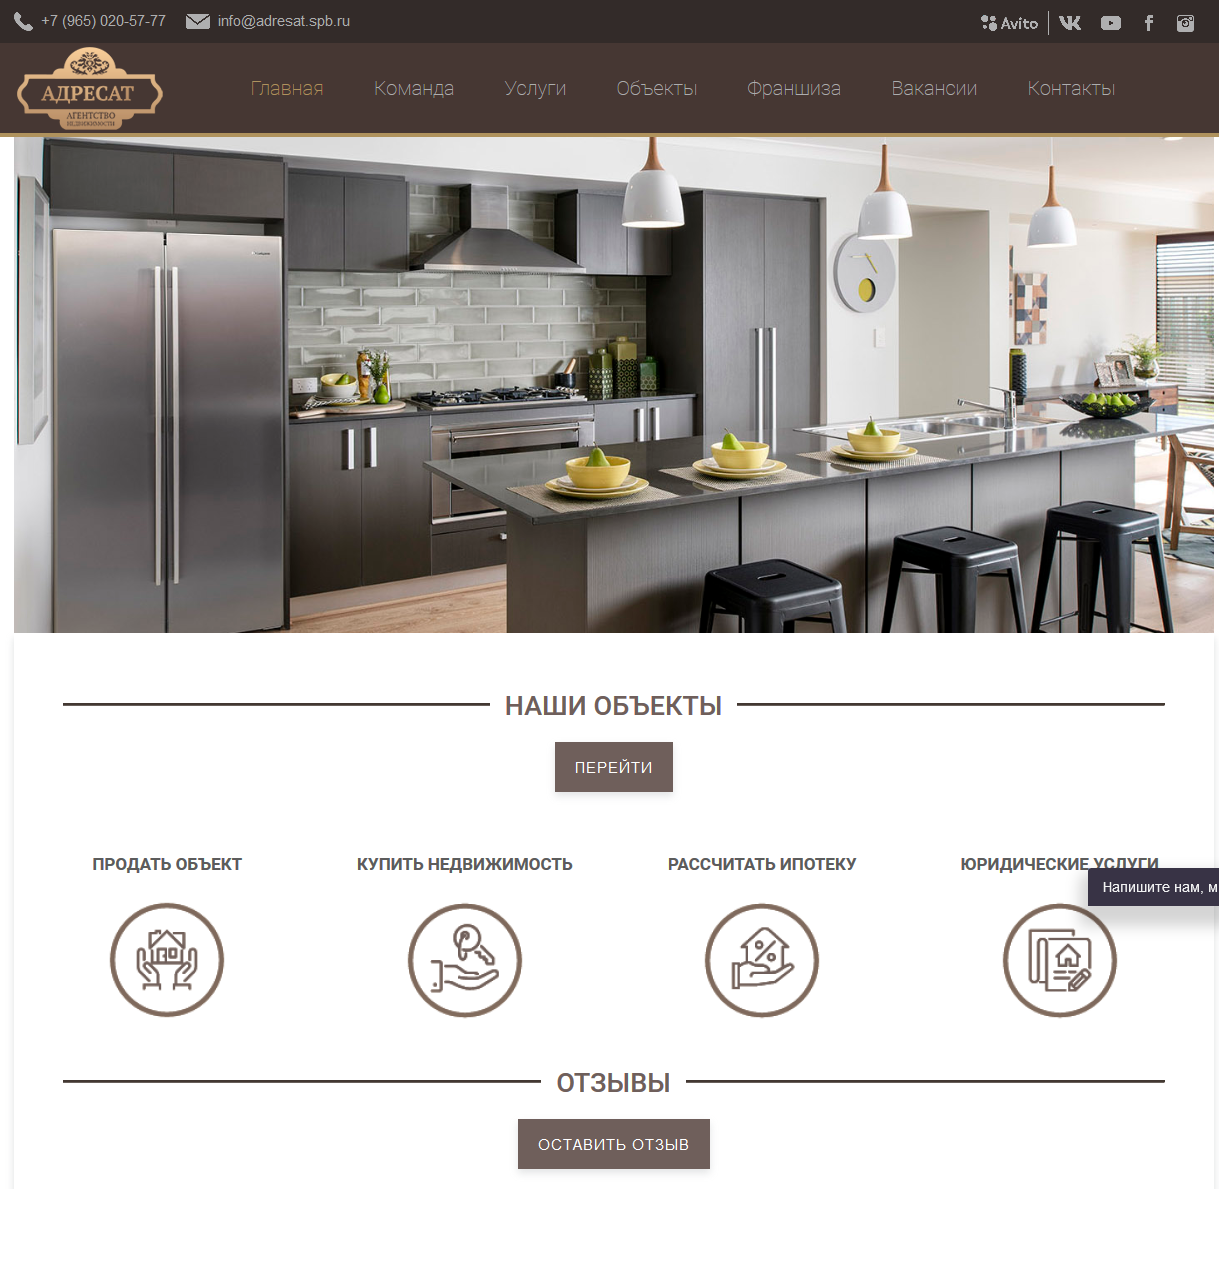 +7 (965) 020-57-77
info@adresat.spb.ru
Avito
АДРЕСАТ
АГЕНТСТВО
НЕДВИЖИМОСТИ
Главная
Команда
Услуги
Объекты
Франшиза
Вакансии
Контакты
НАШИ ОБЪЕКТЫ
ПЕРЕЙТИ
ПРОДАТЬ ОБЪЕКТ
КУПИТЬ НЕДВИЖИМОСТЬ
РАССЧИТАТЬ ИПОТЕКУ
ЮРИДИЧЕСКИЕ УСЛУГИ
Напишите нам, м
ОТЗЫВЫ
ОСТАВИТЬ ОТЗЫВ